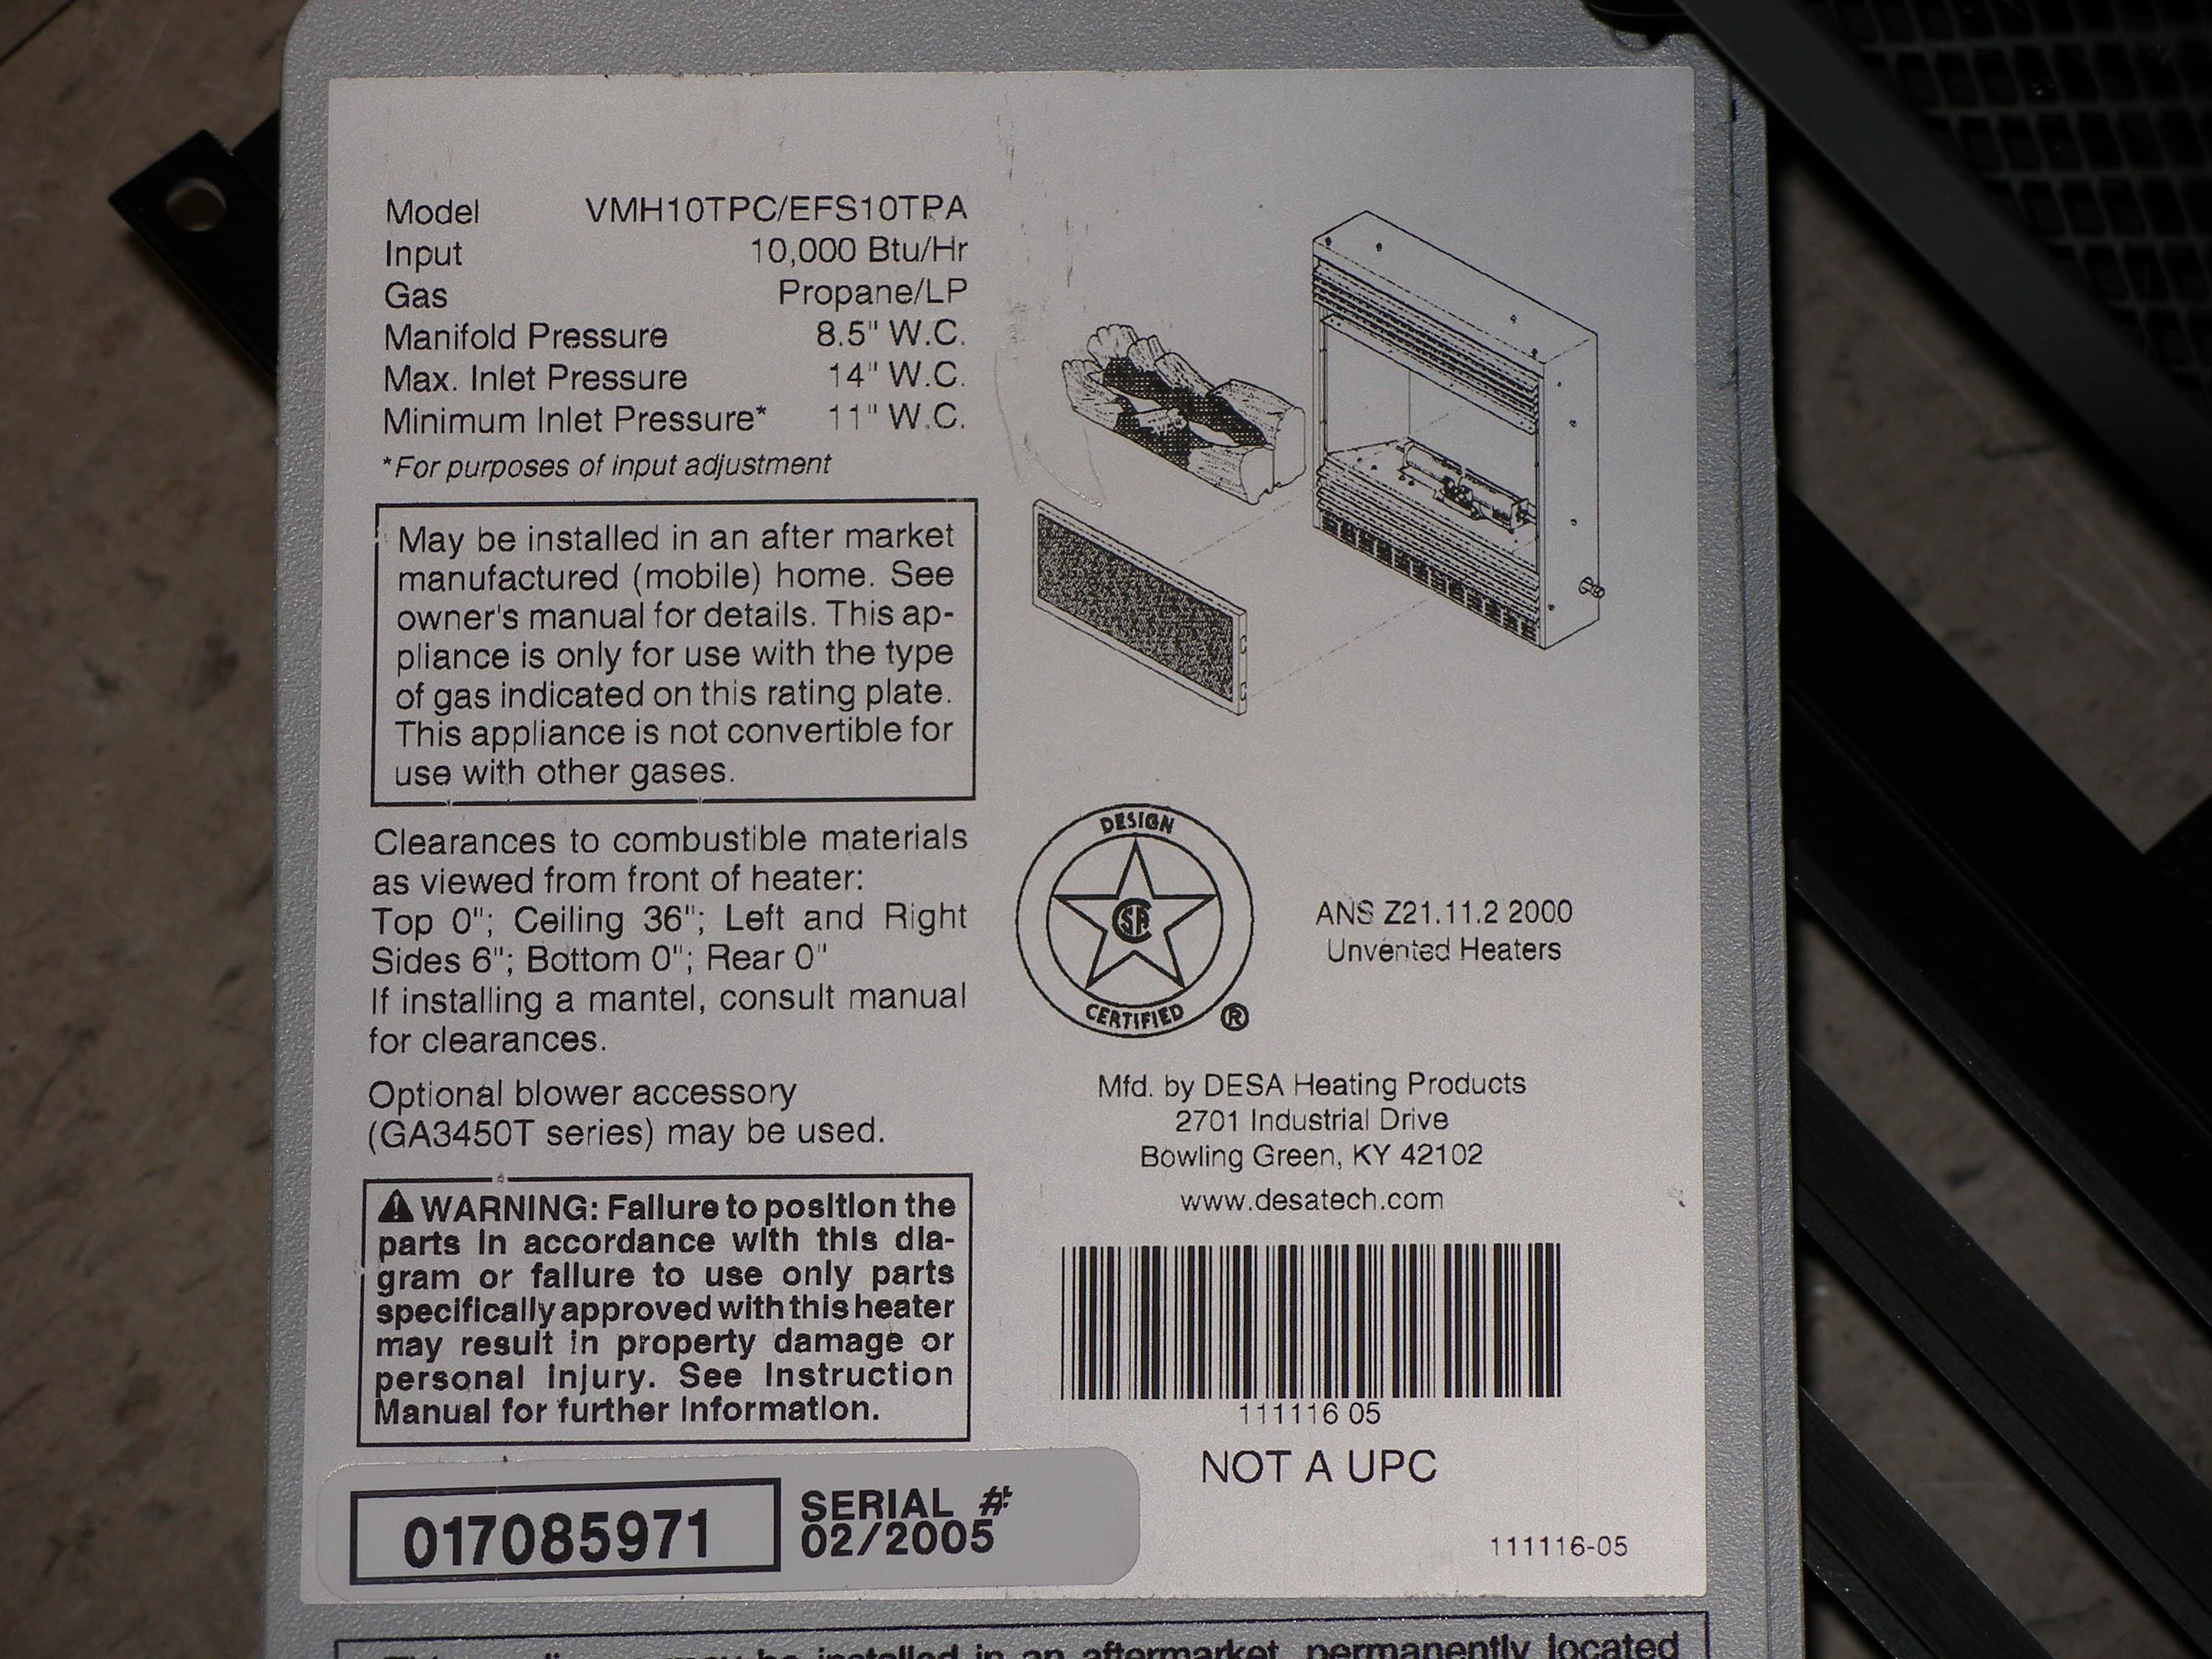 Model VMH10TPC/EFS10TPA
Input 10,000 Btu/Hr
Gas Propane/LP
Manifold Pressure 8.5" W.C.
Max. Inlet Pressure 14" W.C.
Minimum Inlet Pressure* 11" W.C.
*For purposes of input adjustment
May be installed in an after market
manufactured (mobile) home. See
owner's manual for details. This ap-
pliance is only for use with the type
of gas indicated on this rating plate.
This appliance is not convertible for
use with other gases.
Clearances to combustible materials
as viewed from front of heater:
Top 0"; Ceiling 36"; Left and Right
Sides 6"; Bottom 0"; Rear 0"
If installing a mantel, consult manual
for clearances.
Optional blower accessory
(GA3450T series) may be used.
WARNING: Failure to position the
parts in accordance with this dia-
gram or failure to use only parts
specifically approved with this heater
may result in property damage or
personal injury. See Instruction
Manual for further information.
017085971
SERIAL #
02/2005
DESIGN
SA
CERTIFIED ®
ANS Z21.11.2 2000
Unvented Heaters
Mfd. by DESA Heating Products
2701 Industrial Drive
Bowling Green, KY 42102
www.desatech.com
111116 05
NOT A UPC
111116-05
may be installed in an aftermarket, permanently located